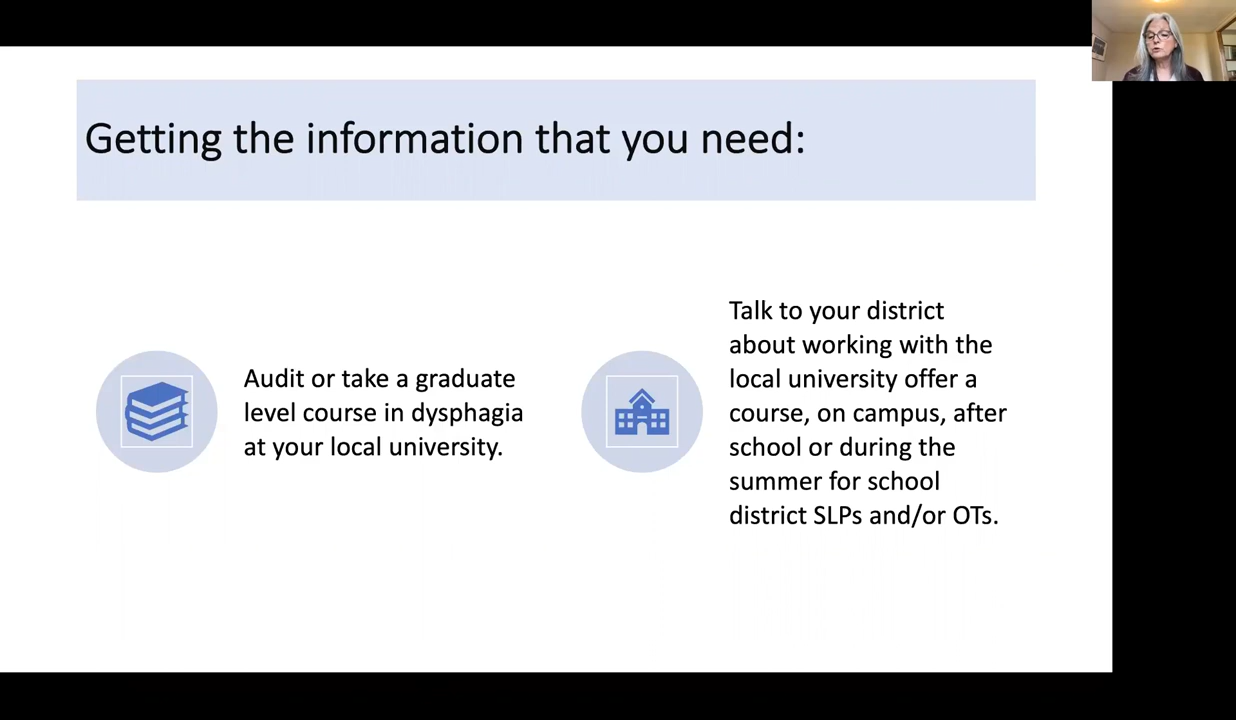 Getting the information that you need:
Audit or take a graduate
level course in dysphagia
at your local university.
Talk to your district
about working with the
local university offer a
course, on campus, after
school or during the
summer for school
district SLPs and/or OTs.